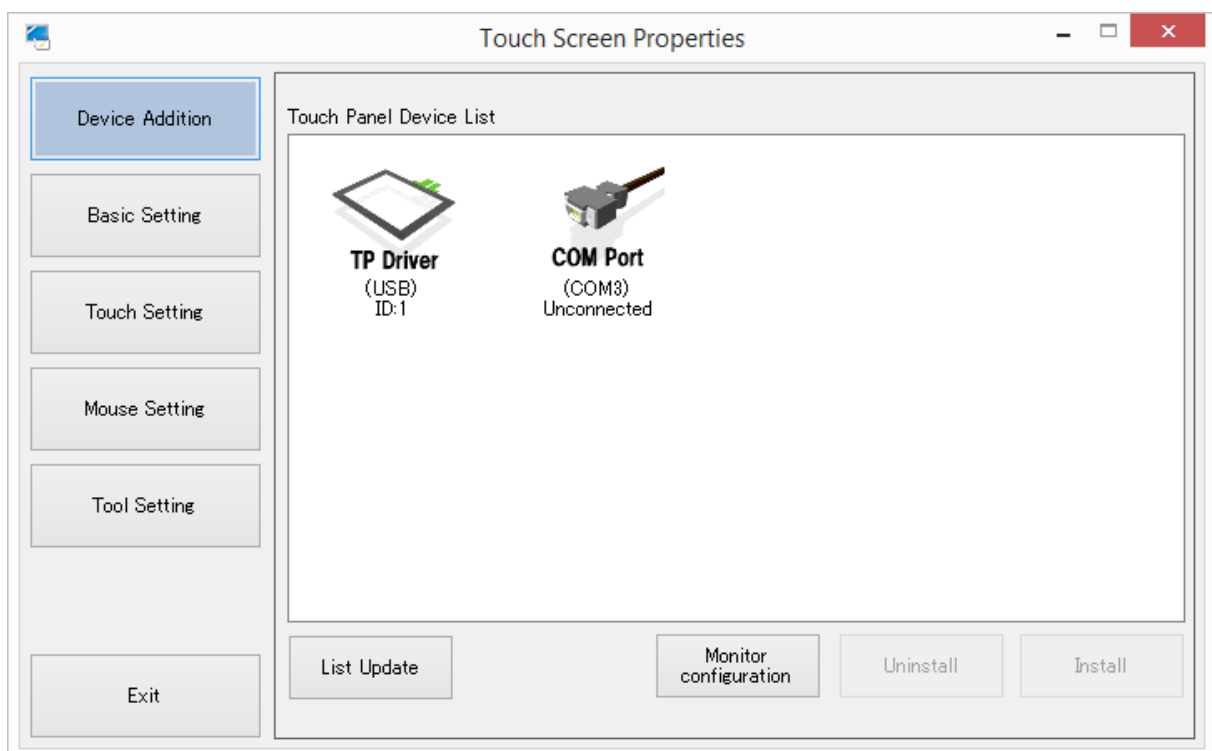 Touch Screen Properties
Device Addition
Basic Setting
Touch Setting
Mouse Setting
Tool Setting
Exit
Touch Panel Device List
TP Driver
(USB)
ID:1
COM Port
(COM3)
Unconnected
List Update
Monitor
configuration
Uninstall
Install